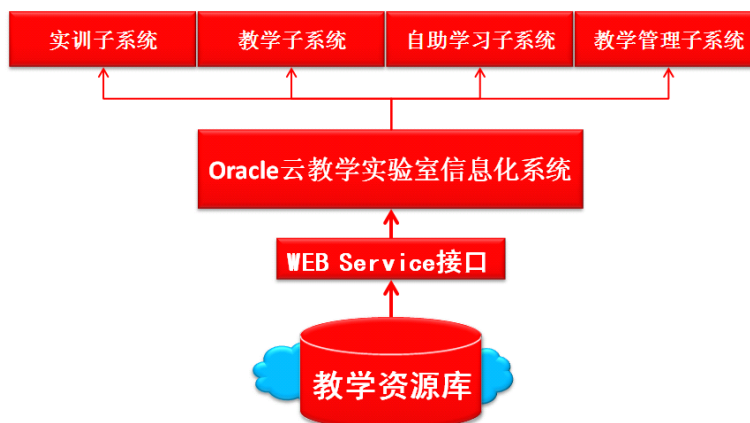 实训子系统
教学子系统
自助学习子系统
教学管理子系统
Oracle云教学实验室信息化系统
WEB Service接口
教学资源库